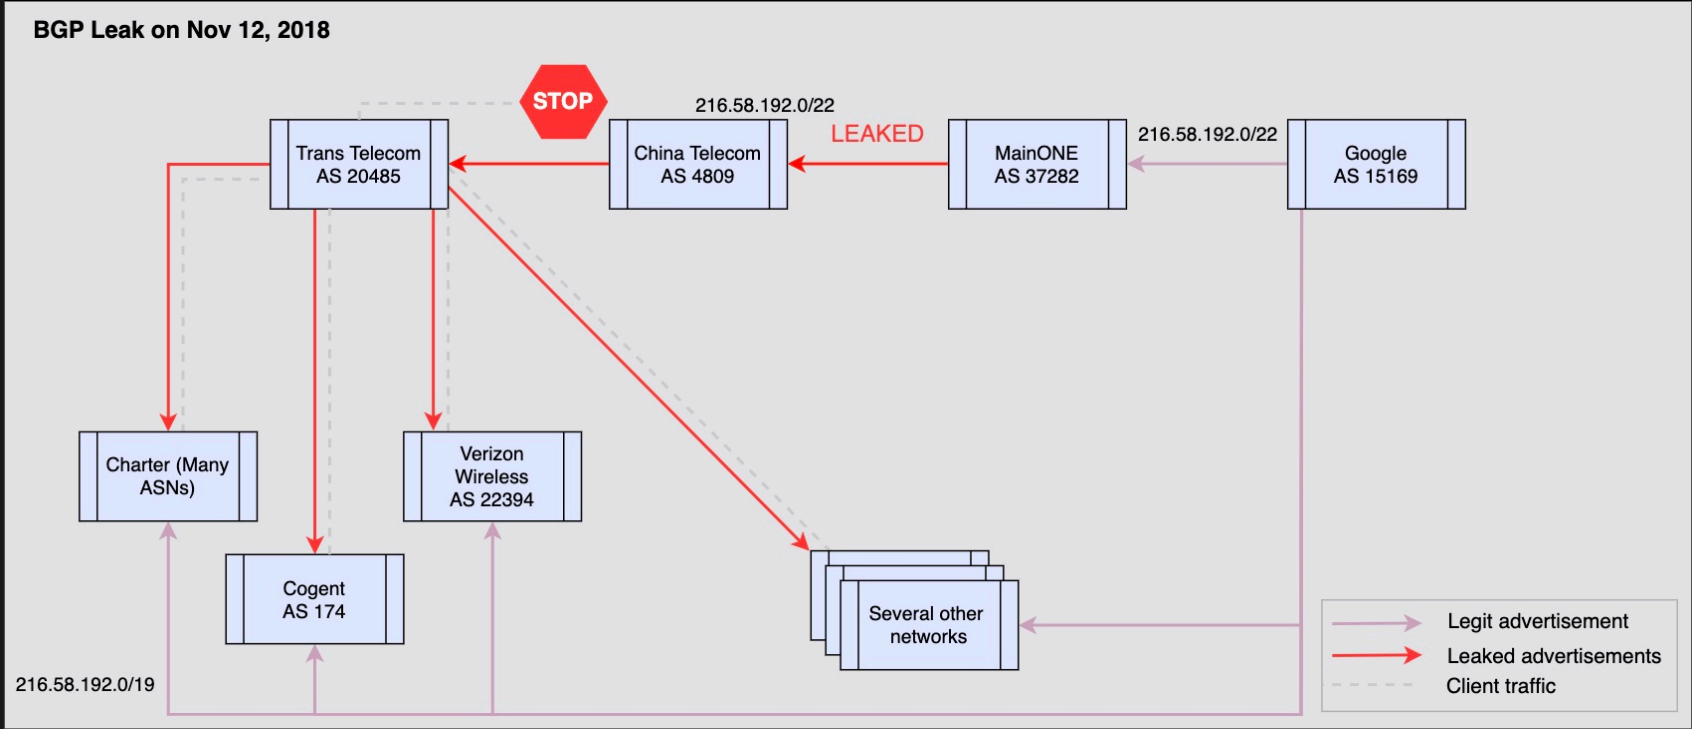 BGP Leak on Nov 12, 2018
STOP
216.58.192.0/22
LEAKED
216.58.192.0/22
Trans Telecom
AS 20485
China Telecom
AS 4809
MainONE
AS 37282
Google
AS 15169
Charter (Many
ASNs)
Verizon
Wireless
AS 22394
Cogent
AS 174
Several other
networks
216.58.192.0/19
Legit advertisement
Leaked advertisements
Client traffic